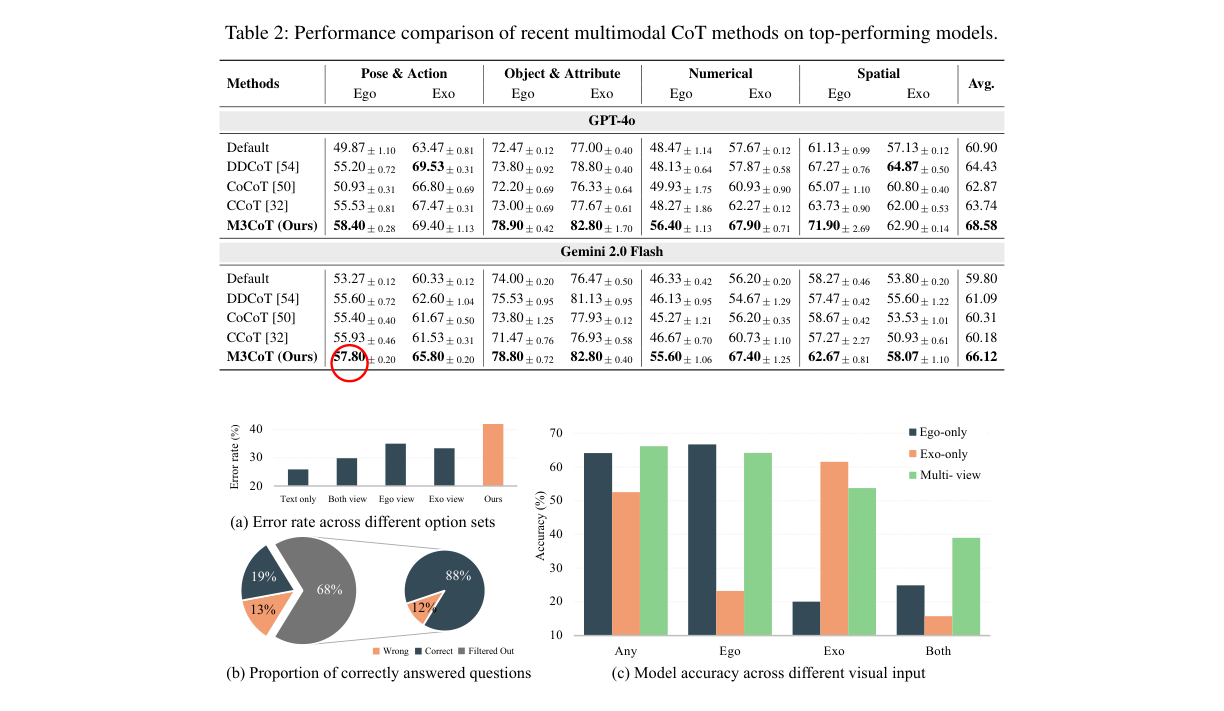 Table 2: Performance comparison of recent multimodal CoT methods on top-performing models.
Methods Pose & Action Object & Attribute Numerical Spatial Avg.
Ego Exo Ego Exo Ego Exo Ego Exo
GPT-4o
Default 49.87 ± 1.10 63.47 ± 0.81 72.47 ± 0.12 77.00 ± 0.40 48.47 ± 1.14 57.67 ± 0.12 61.13 ± 0.99 57.13 ± 0.12 60.90
DDCoT [54] 55.20 ± 0.72 69.53 ± 0.31 73.80 ± 0.92 78.80 ± 0.40 48.13 ± 0.64 57.87 ± 0.58 67.27 ± 0.76 64.87 ± 0.50 64.43
CoCoT [50] 50.93 ± 0.31 66.80 ± 0.69 72.20 ± 0.69 76.33 ± 0.64 49.93 ± 1.75 60.93 ± 0.90 65.07 ± 1.10 60.80 ± 0.40 62.87
CCoT [32] 55.53 ± 0.81 67.47 ± 0.31 73.00 ± 0.69 77.67 ± 0.61 48.27 ± 1.86 62.27 ± 0.12 63.73 ± 0.90 62.00 ± 0.53 63.74
M3CoT (Ours) 58.40 ± 0.28 69.40 ± 1.13 78.90 ± 0.42 82.80 ± 1.70 56.40 ± 1.13 67.90 ± 0.71 71.90 ± 2.69 62.90 ± 0.14 68.58
Gemini 2.0 Flash
Default 53.27 ± 0.12 60.33 ± 0.12 74.00 ± 0.20 76.47 ± 0.50 46.33 ± 0.42 56.20 ± 0.20 58.27 ± 0.46 53.80 ± 0.20 59.80
DDCoT [54] 55.60 ± 0.72 62.60 ± 1.04 75.53 ± 0.95 81.13 ± 0.95 46.13 ± 0.95 54.67 ± 1.29 57.47 ± 0.42 55.60 ± 1.22 61.09
CoCoT [50] 55.40 ± 0.40 61.67 ± 0.50 73.80 ± 1.25 77.93 ± 0.12 45.27 ± 1.21 56.20 ± 0.35 58.67 ± 0.42 53.53 ± 1.01 60.31
CCoT [32] 55.93 ± 0.46 61.53 ± 0.31 71.47 ± 0.76 76.93 ± 0.58 46.67 ± 0.70 60.73 ± 1.10 57.27 ± 2.27 50.93 ± 0.61 60.18
M3CoT (Ours) 57.80 ± 0.20 65.80 ± 0.20 78.80 ± 0.72 82.80 ± 0.40 55.60 ± 1.06 67.40 ± 1.25 62.67 ± 0.81 58.07 ± 1.10 66.12
Error rate (%)
40
30
20
Text only Both view Ego view Exo view Ours
(a) Error rate across different option sets
19%
13%
68%
88%
12%
Wrong Correct Filtered Out
(b) Proportion of correctly answered questions
Accuracy (%)
70
60
50
40
30
20
10
Ego-only
Exo-only
Multi- view
Any Ego Exo Both
(c) Model accuracy across different visual input